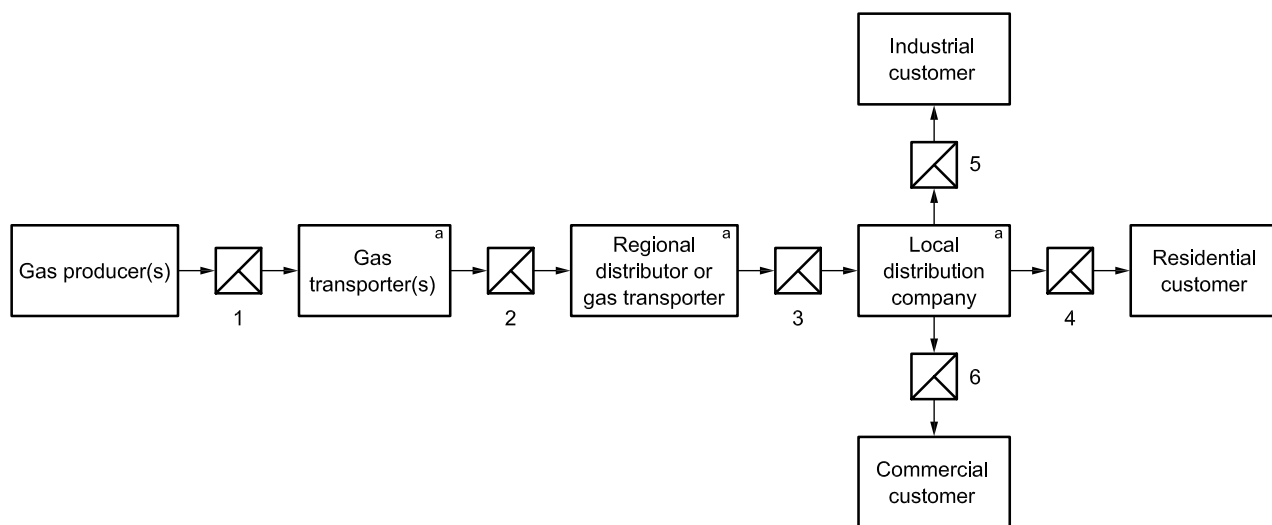 Industrial
customer
5
Gas producer(s)
1
a
Gas
transporter(s)
2
a
Regional
distributor or
gas transporter
3
a
Local
distribution
company
4
Residential
customer
6
Commercial
customer